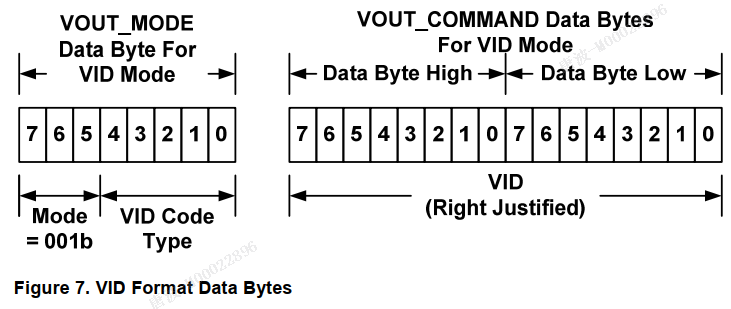 VOUT_MODE
Data Byte For
VID Mode
VOUT_COMMAND Data Bytes
For VID Mode
Data Byte High
Data Byte Low
7 6 5 4 3 2 1 0
7 6 5 4 3 2 1 0 7 6 5 4 3 2 1 0
Mode
= 001b
VID Code
Type
VID
(Right Justified)
Figure 7. VID Format Data Bytes